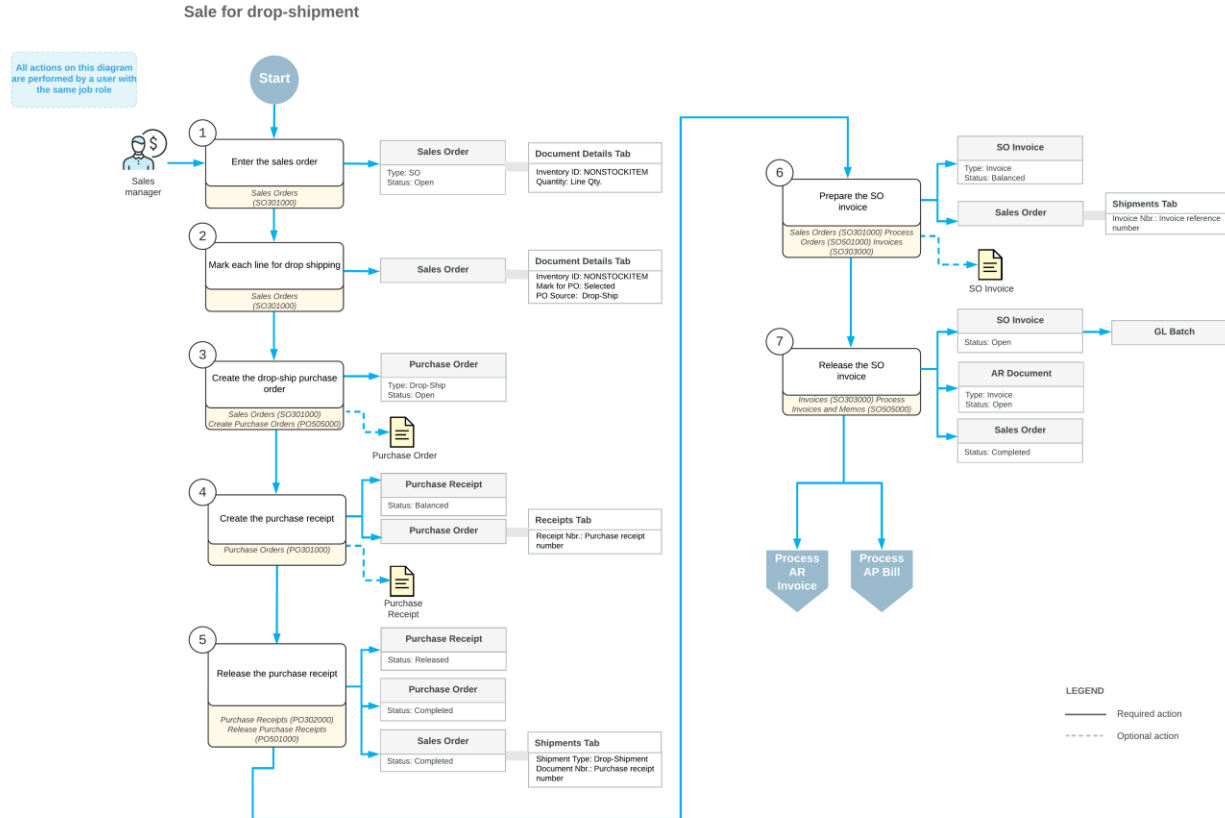 Sale for drop-shipment
All actions on this diagram
are performed by a user with
the same job role
Start
Sales
manager
1
Enter the sales order
Sales Orders
(SO301000)
Sales Order
Type: SO
Status: Open
Document Details Tab
Inventory ID: NONSTOCKITEM
Quantity: Line Qty.
2
Mark each line for drop shipping
Sales Orders
(SO301000)
Sales Order
Document Details Tab
Inventory ID: NONSTOCKITEM
Mark for PO: Selected
PO Source: Drop-Ship
3
Create the drop-ship purchase
order
Sales Orders (SO301000)
Create Purchase Orders (PO505000)
Purchase Order
Type: Drop-Ship
Status: Open
Purchase Order
4
Create the purchase receipt
Purchase Orders (PO301000)
Purchase Receipt
Status: Balanced
Purchase Order
Receipts Tab
Receipt Nbr.: Purchase receipt
number
Purchase
Receipt
5
Release the purchase receipt
Purchase Receipts (PO302000)
Release Purchase Receipts
(PO501000)
Purchase Receipt
Status: Released
Purchase Order
Status: Completed
Sales Order
Status: Completed
Shipments Tab
Shipment Type: Drop-Shipment
Document Nbr.: Purchase receipt
number
6
Prepare the SO
invoice
Sales Orders (SO301000) Process
Orders (SO501000) Invoices
(SO303000)
SO Invoice
Type: Invoice
Status: Balanced
Sales Order
Shipments Tab
Invoice Nbr.: Invoice reference
number
SO Invoice
7
Release the SO
invoice
Invoices (SO303000) Process
Invoices and Memos (SO505000)
SO Invoice
Status: Open
GL Batch
AR Document
Type: Invoice
Status: Open
Sales Order
Status: Completed
Process
AR
Invoice
Process
AP Bill
LEGEND
Required action
Optional action